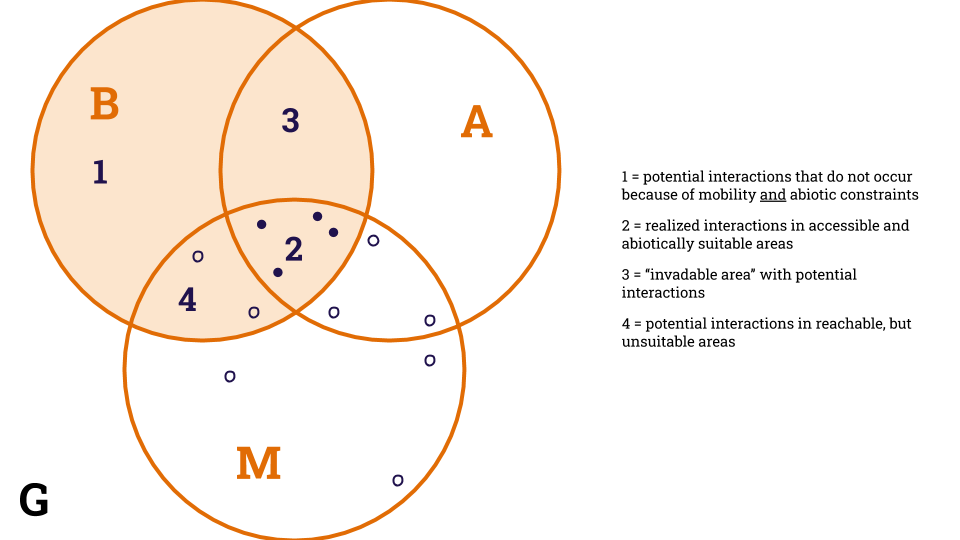 B
A
3
1
1 = potential interactions that do not occur
because of mobility and abiotic constraints
2 = realized interactions in accessible and
abiotically suitable areas
2
3 = “invadable area” with potential
interactions
4
4 = potential interactions in reachable, but
unsuitable areas
M
G